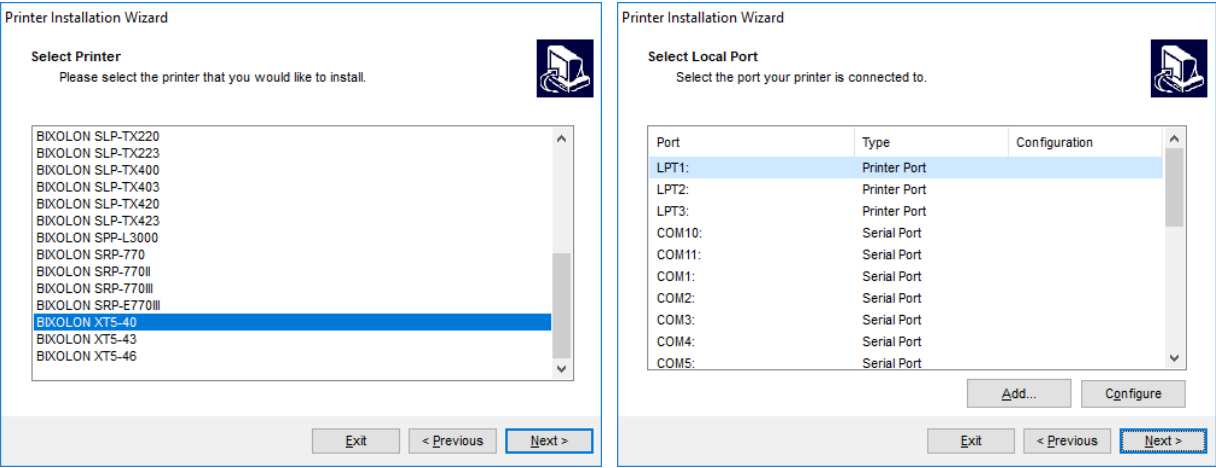 Printer Installation Wizard
Select Printer
Please select the printer that you would like to install.
BIXOLON SLP-TX220
BIXOLON SLP-TX223
BIXOLON SLP-TX400
BIXOLON SLP-TX403
BIXOLON SLP-TX420
BIXOLON SLP-TX423
BIXOLON SPP-L3000
BIXOLON SRP-770
BIXOLON SRP-770II
BIXOLON SRP-770III
BIXOLON SRP-E770III
BIXOLON XT5-40
BIXOLON XT5-43
BIXOLON XT5-46
Exit
< Previous
Next >
Printer Installation Wizard
Select Local Port
Select the port your printer is connected to.
Port Type Configuration
LPT1: Printer Port
LPT2: Printer Port
LPT3: Printer Port
COM10: Serial Port
COM11: Serial Port
COM1: Serial Port
COM2: Serial Port
COM3: Serial Port
COM4: Serial Port
COM5: Serial Port
Add...
Configure
Exit
< Previous
Next >